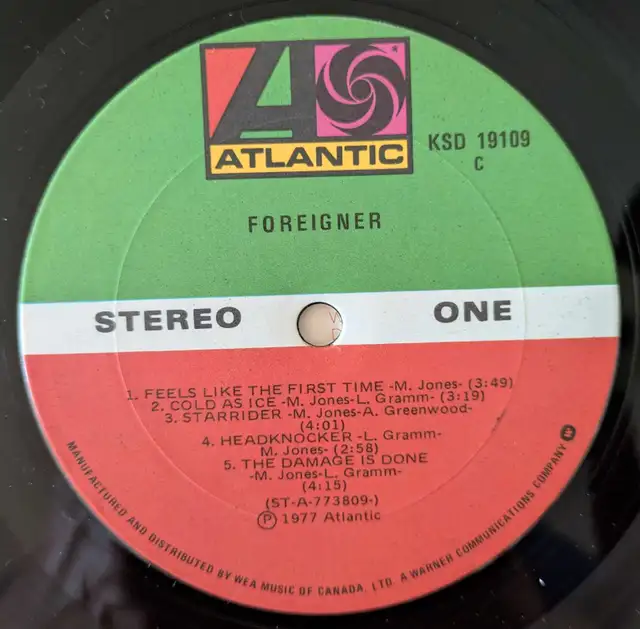 ATLANTIC
KSD 19109
C
FOREIGNER
STEREO
ONE
1. FEELS LIKE THE FIRST TIME -M. Jones- (3:49)
2. COLD AS ICE -M. Jones-L. Gramm- (3:19)
3. STARRIDER -M. Jones-A. Greenwood-
(4:01)
4. HEADKNOCKER -L. Gramm-
M. Jones- (2:58)
5. THE DAMAGE IS DONE
-M. Jones-L. Gramm-
(4:15)
(ST-A-773809-)
Ⓟ 1977 Atlantic
MANUFACTURED AND DISTRIBUTED BY WEA MUSIC OF CANADA, LTD. A WARNER COMMUNICATIONS COMPANY